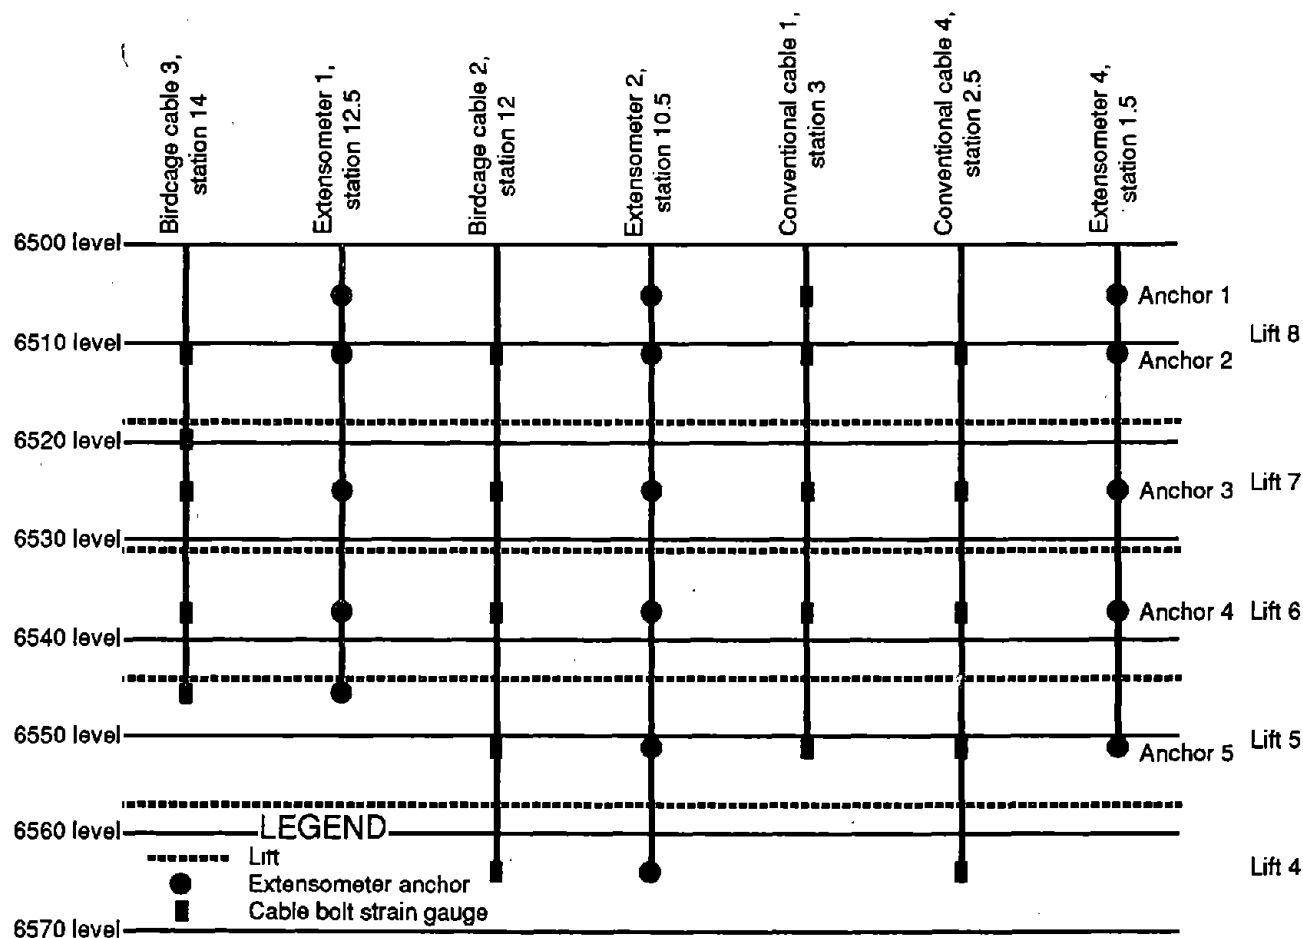 Birdcage cable 3,
station 14
Extensometer 1,
station 12.5
Birdcage cable 2,
station 12
Extensometer 2,
station 10.5
Conventional cable 1,
station 3
Conventional cable 4,
station 2.5
Extensometer 4,
station 1.5
6500 level
Anchor 1
Lift 8
6510 level
Anchor 2
6520 level
Anchor 3
Lift 7
6530 level
Anchor 4
Lift 6
6540 level
6550 level
Anchor 5
Lift 5
6560 level
LEGEND
Lift
Extensometer anchor
Cable bolt strain gauge
Lift 4
6570 level